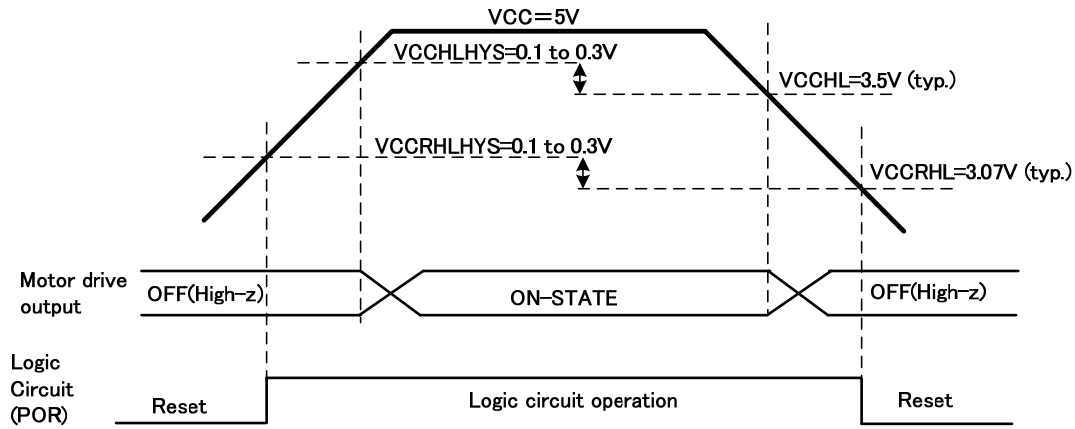 VCC=5V
VCCHLHYS=0.1 to 0.3V
VCCHL=3.5V (typ.)
VCCRHLHYS=0.1 to 0.3V
VCCRHL=3.07V (typ.)
Motor drive
output
OFF(High-z)
ON-STATE
OFF(High-z)
Logic
Circuit
(POR)
Reset
Logic circuit operation
Reset